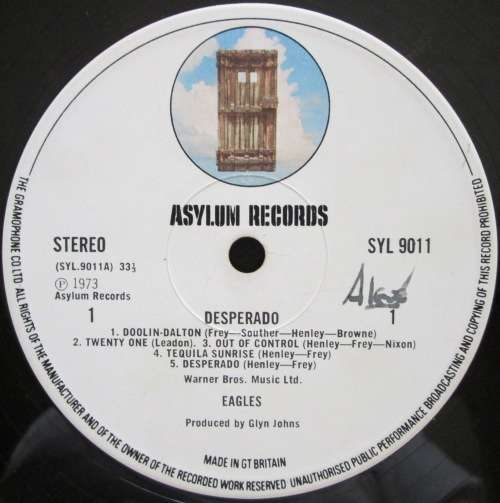 ASYLUM RECORDS
STEREO
SYL 9011
(SYL.9011A) 33⅓
Ⓟ 1973
Asylum Records
1
1
DESPERADO
1. DOOLIN-DALTON (Frey—Souther—Henley—Browne)
2. TWENTY ONE (Leadon). 3. OUT OF CONTROL (Henley—Frey—Nixon)
4. TEQUILA SUNRISE (Henley—Frey)
5. DESPERADO (Henley—Frey)
Warner Bros. Music Ltd.
EAGLES
Produced by Glyn Johns
MADE IN GT BRITAIN
THE GRAMOPHONE CO LTD. ALL RIGHTS OF THE MANUFACTURER AND OF THE OWNER OF THE RECORDED WORK RESERVED. UNAUTHORISED PUBLIC PERFORMANCE BROADCASTING AND COPYING OF THIS RECORD PROHIBITED